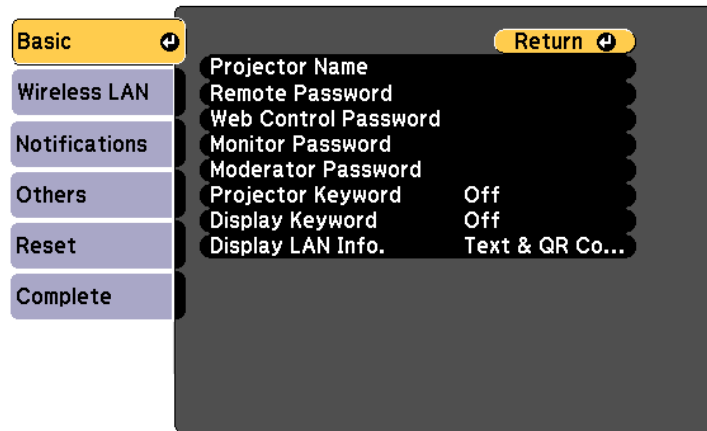 Basic
Wireless LAN
Notifications
Others
Reset
Complete
Return
Projector Name
Remote Password
Web Control Password
Monitor Password
Moderator Password
Projector Keyword Off
Display Keyword Off
Display LAN Info. Text & QR Co...